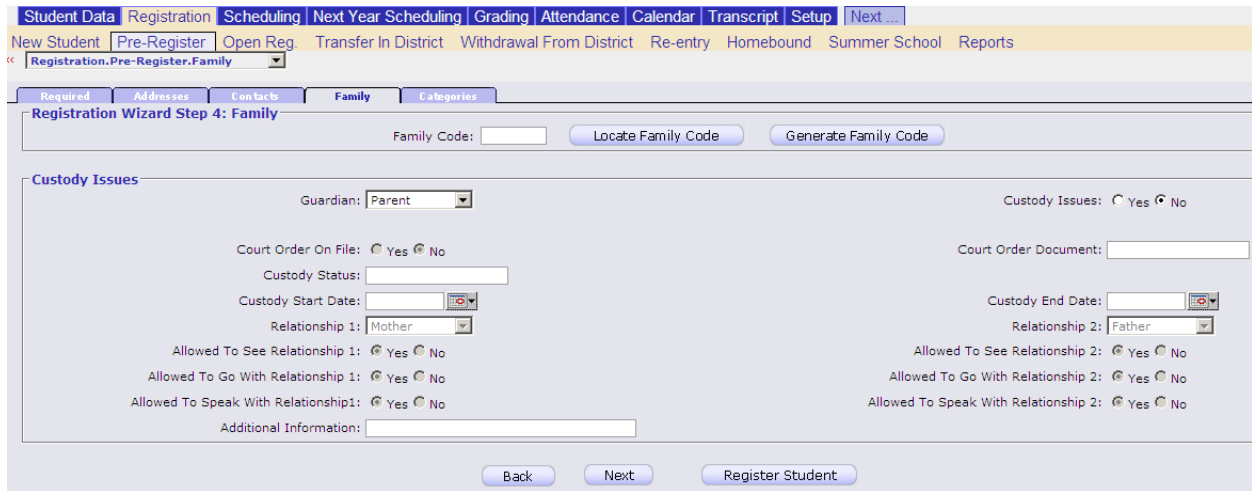 Student Data Registration Scheduling Next Year Scheduling Grading Attendance Calendar Transcript Setup Next ...
New Student Pre-Register Open Reg. Transfer In District Withdrawal From District Re-entry Homebound Summer School Reports
« Registration.Pre-Register.Family
Required Addresses Contacts Family Categories
Registration Wizard Step 4: Family
Family Code: Locate Family Code Generate Family Code
Custody Issues
Guardian: Parent Custody Issues: Yes No
Court Order On File: Yes No Court Order Document:
Custody Status:
Custody Start Date: Custody End Date:
Relationship 1: Mother Relationship 2: Father
Allowed To See Relationship 1: Yes No Allowed To See Relationship 2: Yes No
Allowed To Go With Relationship 1: Yes No Allowed To Go With Relationship 2: Yes No
Allowed To Speak With Relationship1: Yes No Allowed To Speak With Relationship 2: Yes No
Additional Information:
Back Next Register Student